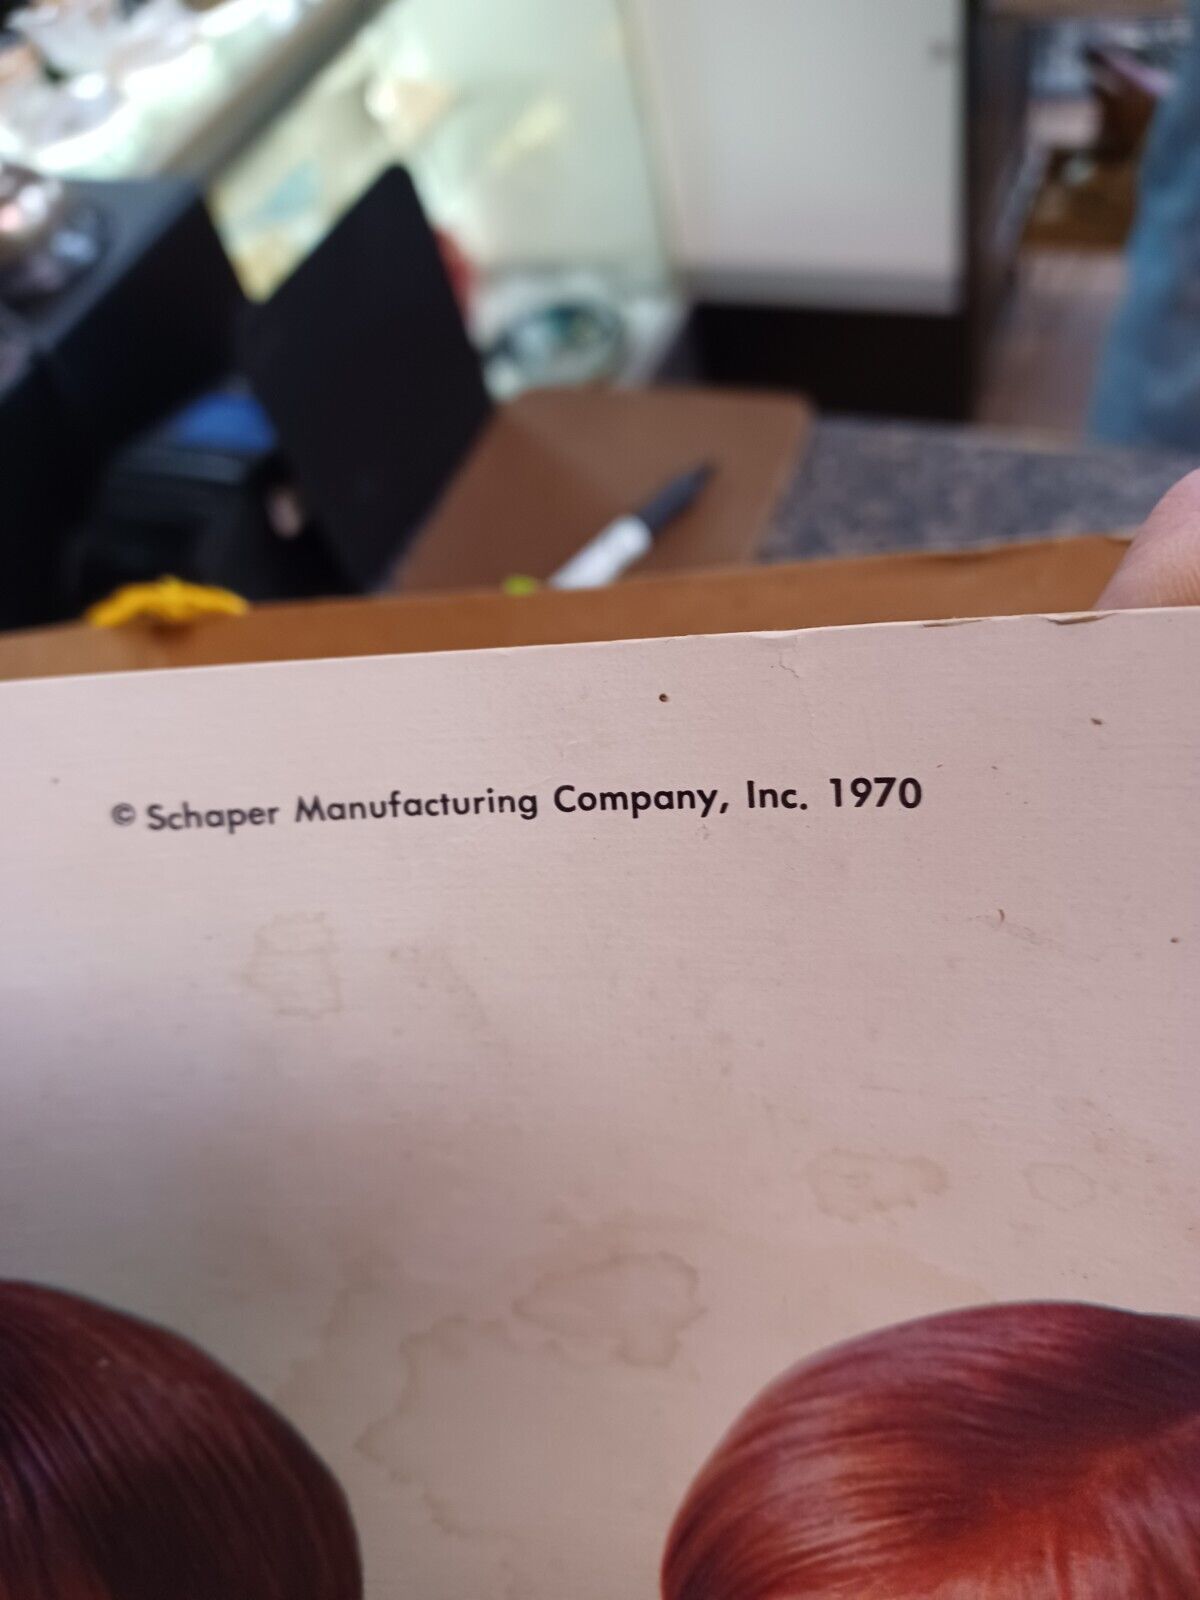 © Schaper Manufacturing Company, Inc. 1970